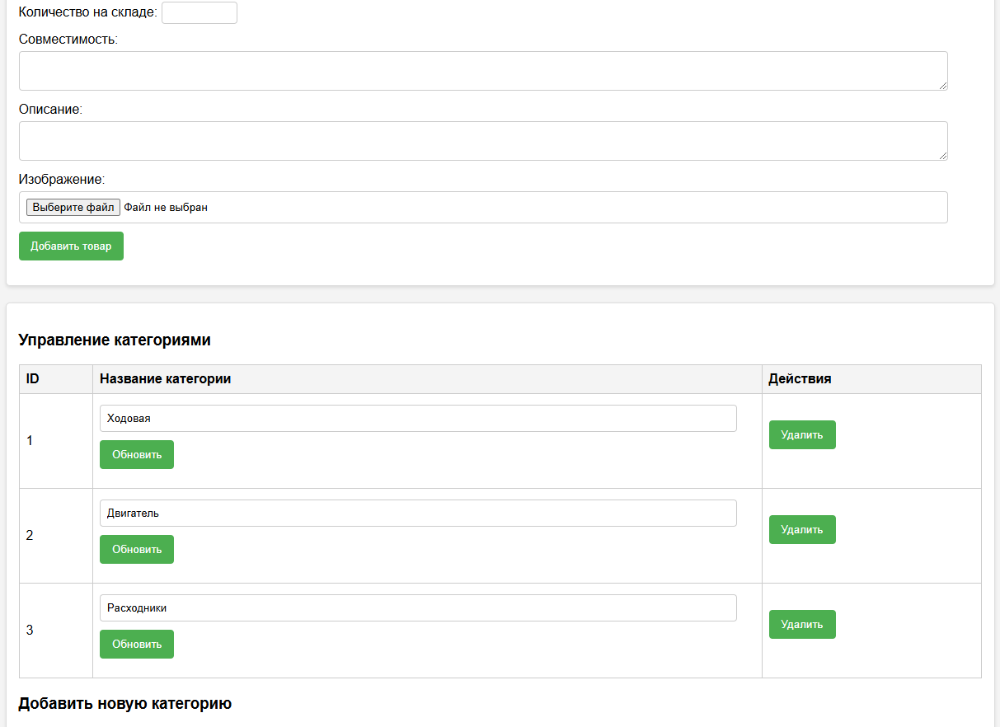 Количество на складе:
Совместимость:
Описание:
Изображение:
Выберите файл Файл не выбран
Добавить товар
Управление категориями
ID Название категории Действия
1 Ходовая
Обновить Удалить
2 Двигатель
Обновить Удалить
3 Расходники
Обновить Удалить
Добавить новую категорию